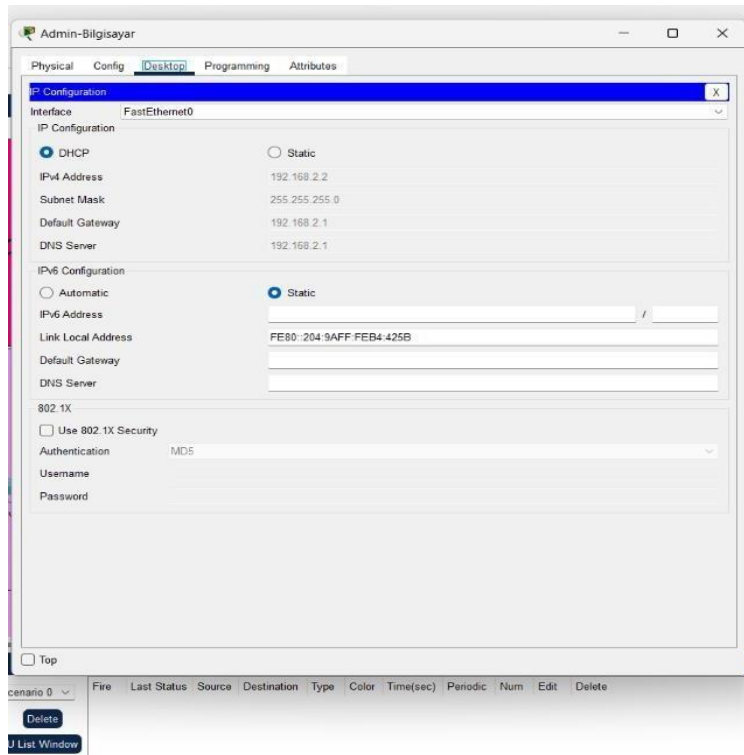 Admin-Bilgisayar
Physical Config Desktop Programming Attributes
IP Configuration X
Interface FastEthernet0
IP Configuration
DHCP Static
IPv4 Address 192.168.2.2
Subnet Mask 255.255.255.0
Default Gateway 192.168.2.1
DNS Server 192.168.2.1
IPv6 Configuration
Automatic Static
IPv6 Address /
Link Local Address FE80::204:9AFF:FEB4:425B
Default Gateway
DNS Server
802.1X
Use 802.1X Security
Authentication MD5
Username
Password
Top
cenario 0 Fire Last Status Source Destination Type Color Time(sec) Periodic Num Edit Delete
Delete
U List Window